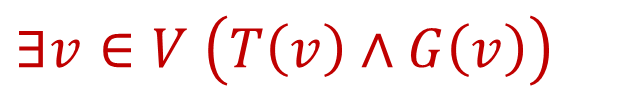 ∃𝑣 ∈ 𝑉 (𝑇(𝑣) ∧ 𝐺(𝑣))